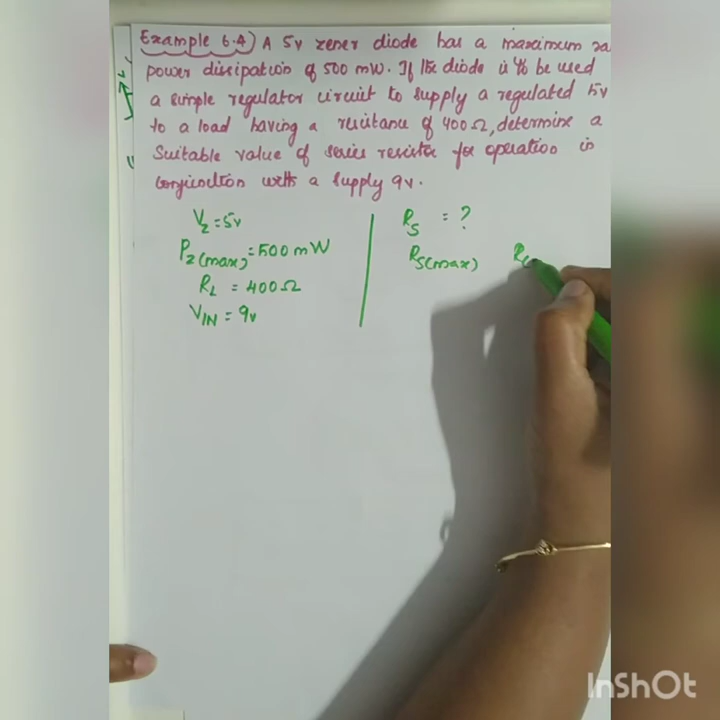 Example 6.4) A 5v zener diode has a maximum ra
power dissipation of 500 mW. If the diode is to be used
a simple regulator circuit to supply a regulated 5v
to a load having a resistance of 400Ω, determine a
Suitable value of series resistor for operation in
conjunction with a supply 9v.
Vz = 5v
Pz(max) = 500 mW
RL = 400Ω
VIN = 9v
Rs = ?
Rs(max) R
InShOt